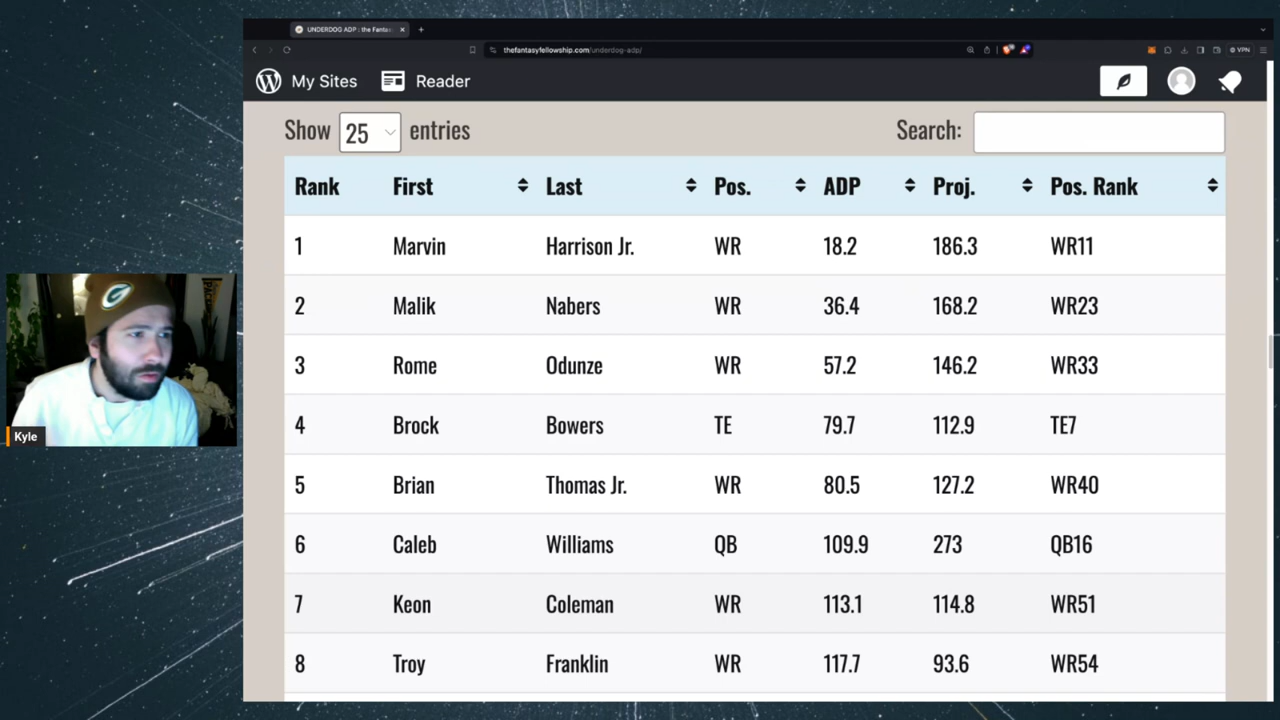 UNDERDOG ADP : the Fantas
thefantasyfellowship.com/underdog-adp/
VPN
My Sites Reader
Show 25 entries Search:
Rank First Last Pos. ADP Proj. Pos. Rank
1 Marvin Harrison Jr. WR 18.2 186.3 WR11
2 Malik Nabers WR 36.4 168.2 WR23
3 Rome Odunze WR 57.2 146.2 WR33
4 Brock Bowers TE 79.7 112.9 TE7
5 Brian Thomas Jr. WR 80.5 127.2 WR40
6 Caleb Williams QB 109.9 273 QB16
7 Keon Coleman WR 113.1 114.8 WR51
8 Troy Franklin WR 117.7 93.6 WR54
G
Kyle